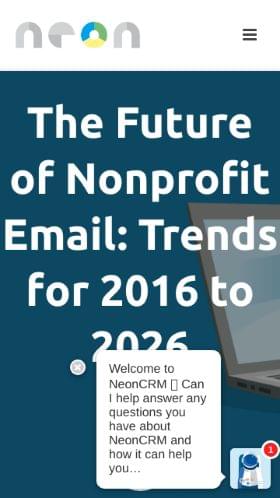 neon
The Future
of Nonprofit
Email: Trends
for 2016 to
2026
Welcome to
NeonCRM ▯ Can
I help answer any
questions you
have about
NeonCRM and
how it can help
you...
1